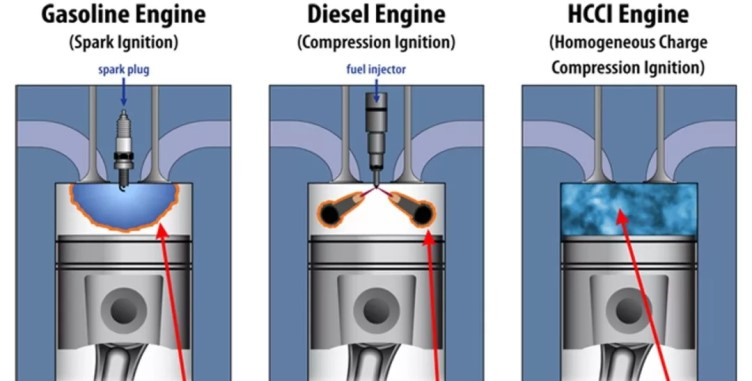 Gasoline Engine
(Spark Ignition)
spark plug
Diesel Engine
(Compression Ignition)
fuel injector
HCCI Engine
(Homogeneous Charge
Compression Ignition)